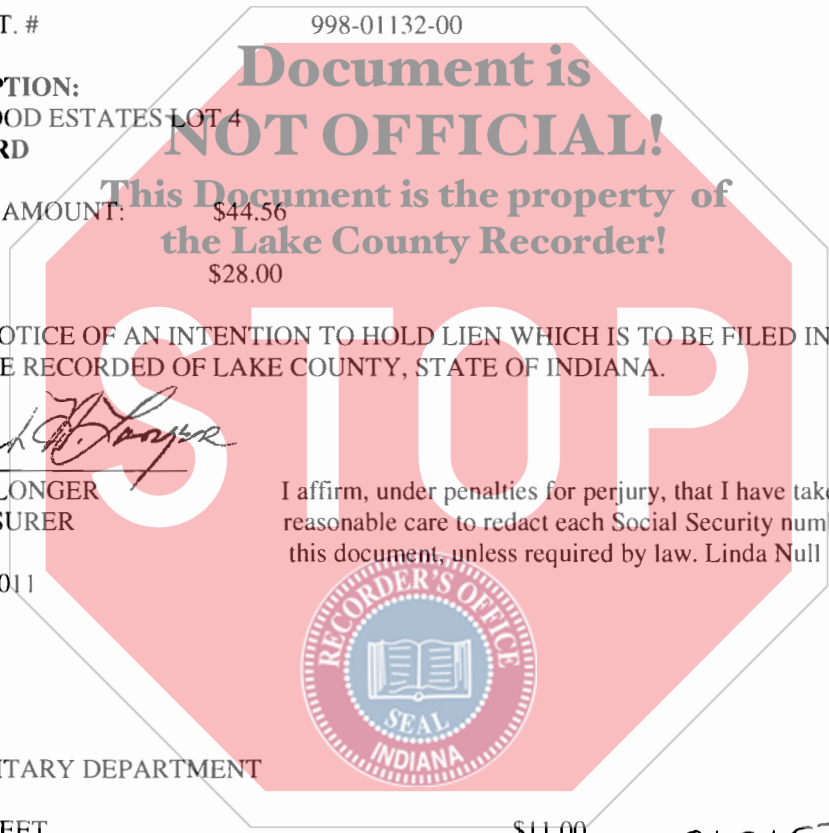 T. # 998-01132-00
Document is
PTION:
OOD ESTATES LOT 4
NOT OFFICIAL!
RD
This Document is the property of
AMOUNT: $44.56
the Lake County Recorder!
$28.00
STOP
OTICE OF AN INTENTION TO HOLD LIEN WHICH IS TO BE FILED IN
E RECORDED OF LAKE COUNTY, STATE OF INDIANA.
LONGER I affirm, under penalties for perjury, that I have take
SURER reasonable care to redact each Social Security num
this document, unless required by law. Linda Null
011
RECORDER'S OFFICE
SEAL
INDIANA
ITARY DEPARTMENT
EET $11.00